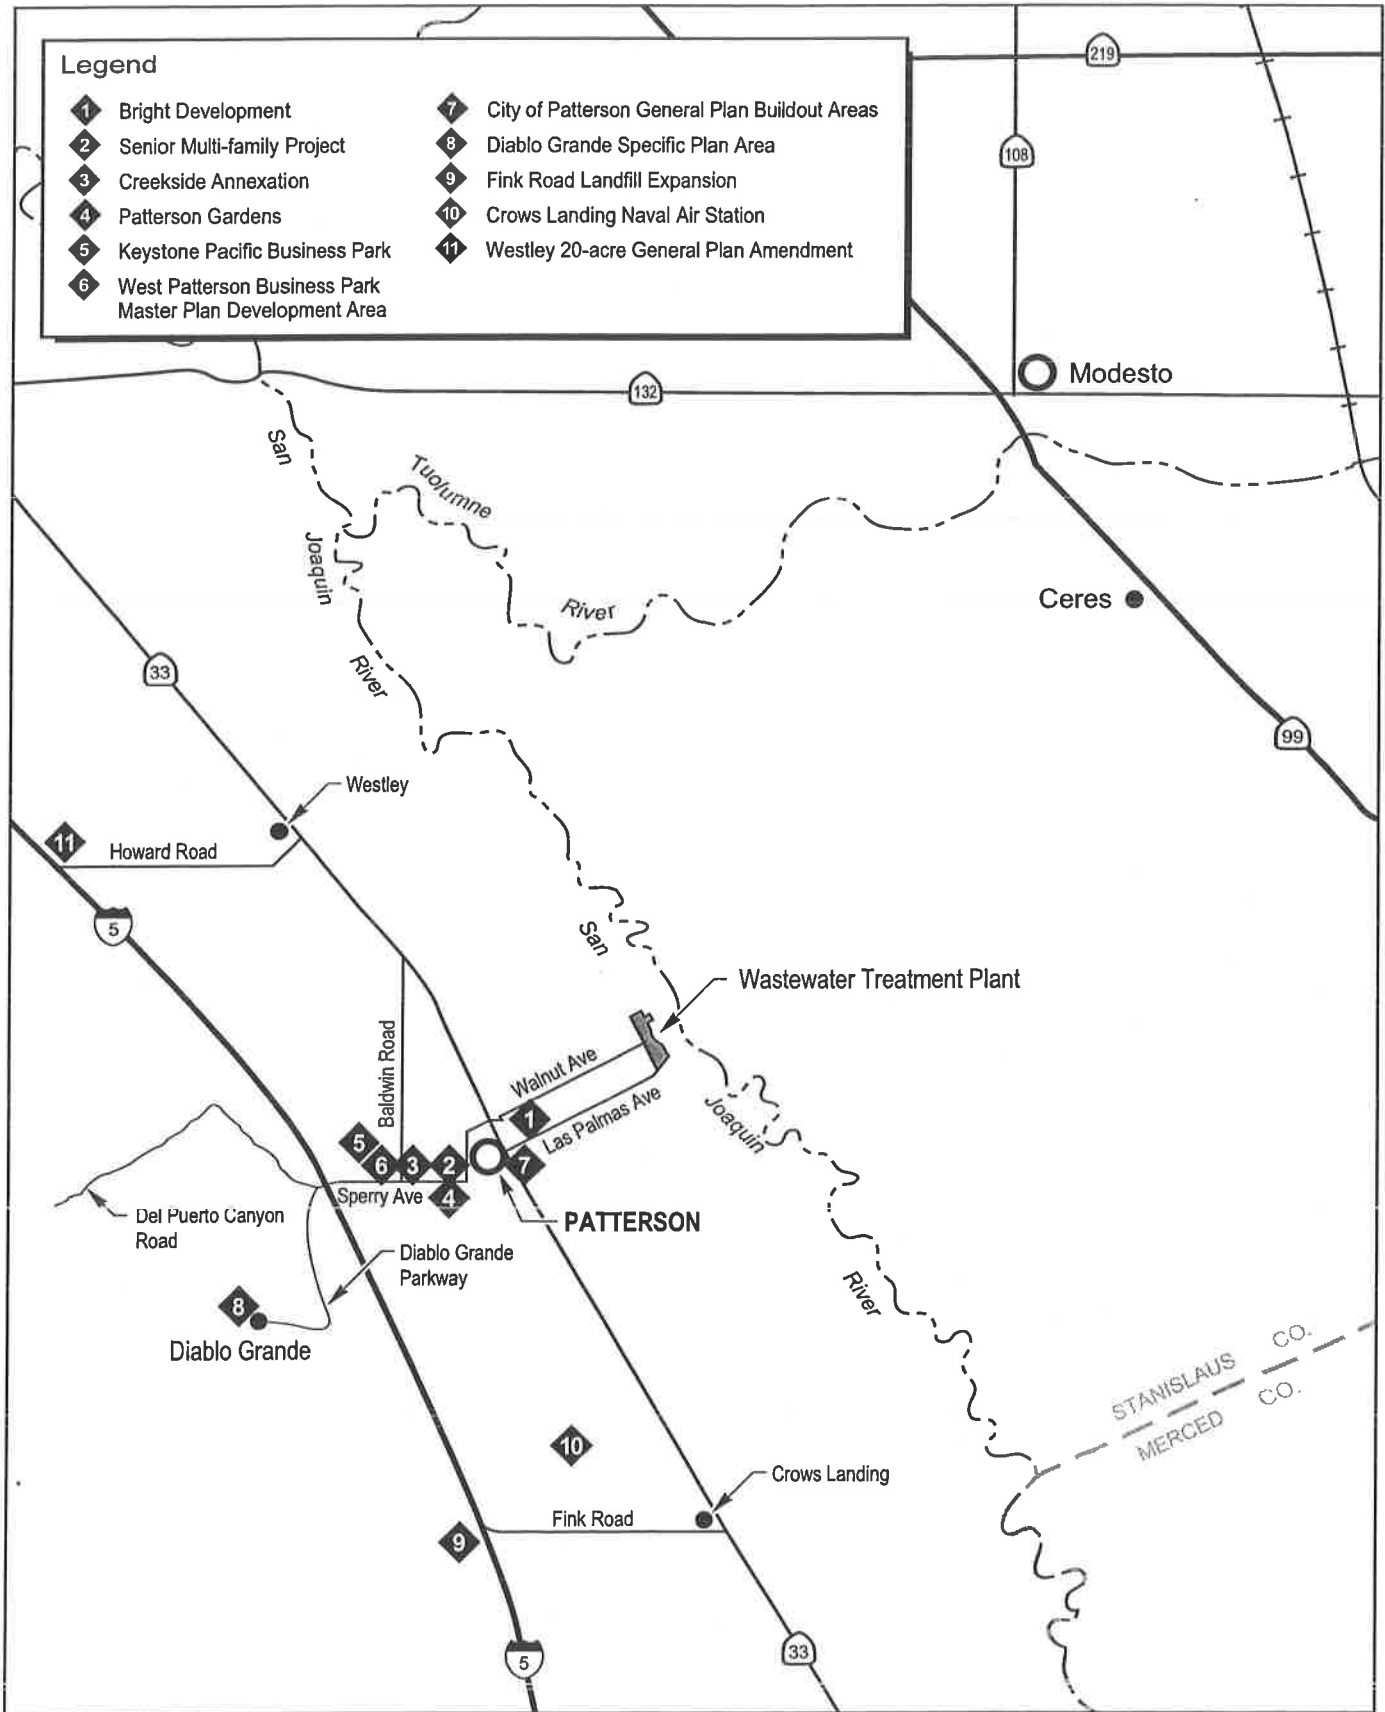 Legend
1 Bright Development
2 Senior Multi-family Project
3 Creekside Annexation
4 Patterson Gardens
5 Keystone Pacific Business Park
6 West Patterson Business Park
Master Plan Development Area
7 City of Patterson General Plan Buildout Areas
8 Diablo Grande Specific Plan Area
9 Fink Road Landfill Expansion
10 Crows Landing Naval Air Station
11 Westley 20-acre General Plan Amendment
219
108
Modesto
132
San
Joaquin
River
Tuolumne
River
Ceres
33
99
Westley
11
Howard Road
5
San
Joaquin
River
Wastewater Treatment Plant
Baldwin Road
Walnut Ave
Las Palmas Ave
1
5
6
3
2
7
4
Sperry Ave
PATTERSON
Del Puerto Canyon
Road
Diablo Grande
Parkway
8
Diablo Grande
STANISLAUS CO.
MERCED CO.
10
Crows Landing
Fink Road
9
33
5